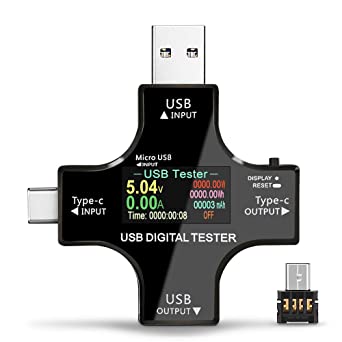 USB
▲INPUT
Micro USB
◀INPUT
DISPLAY
RESET
USB Tester
5.04v
0000.00W
0.00A
00003 mAh
Time: 0000:00:08
OFF
Type-c
◀INPUT
Type-c
OUTPUT▶
USB DIGITAL TESTER
USB
OUTPUT▼